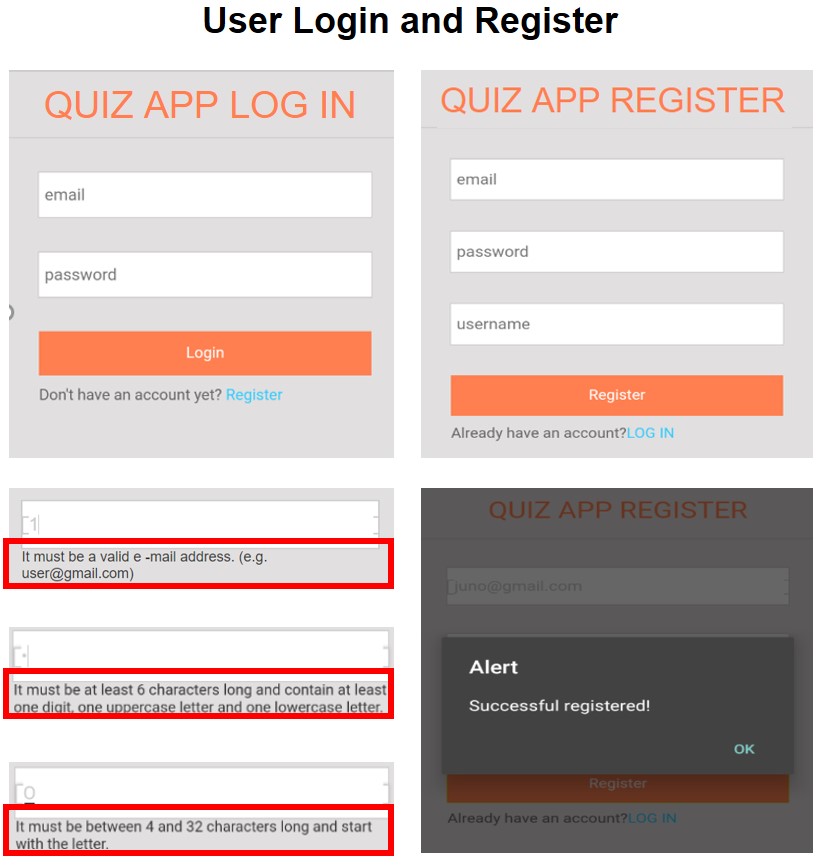 User Login and Register
QUIZ APP LOG IN
email
password
Login
Don't have an account yet? Register
QUIZ APP REGISTER
email
password
username
Register
Already have an account?LOG IN
1
It must be a valid e -mail address. (e.g.
user@gmail.com)
•
It must be at least 6 characters long and contain at least
one digit, one uppercase letter and one lowercase letter.
O
It must be between 4 and 32 characters long and start
with the letter.
QUIZ APP REGISTER
juno@gmail.com
Alert
Successful registered!
OK
Register
Already have an account?LOG IN